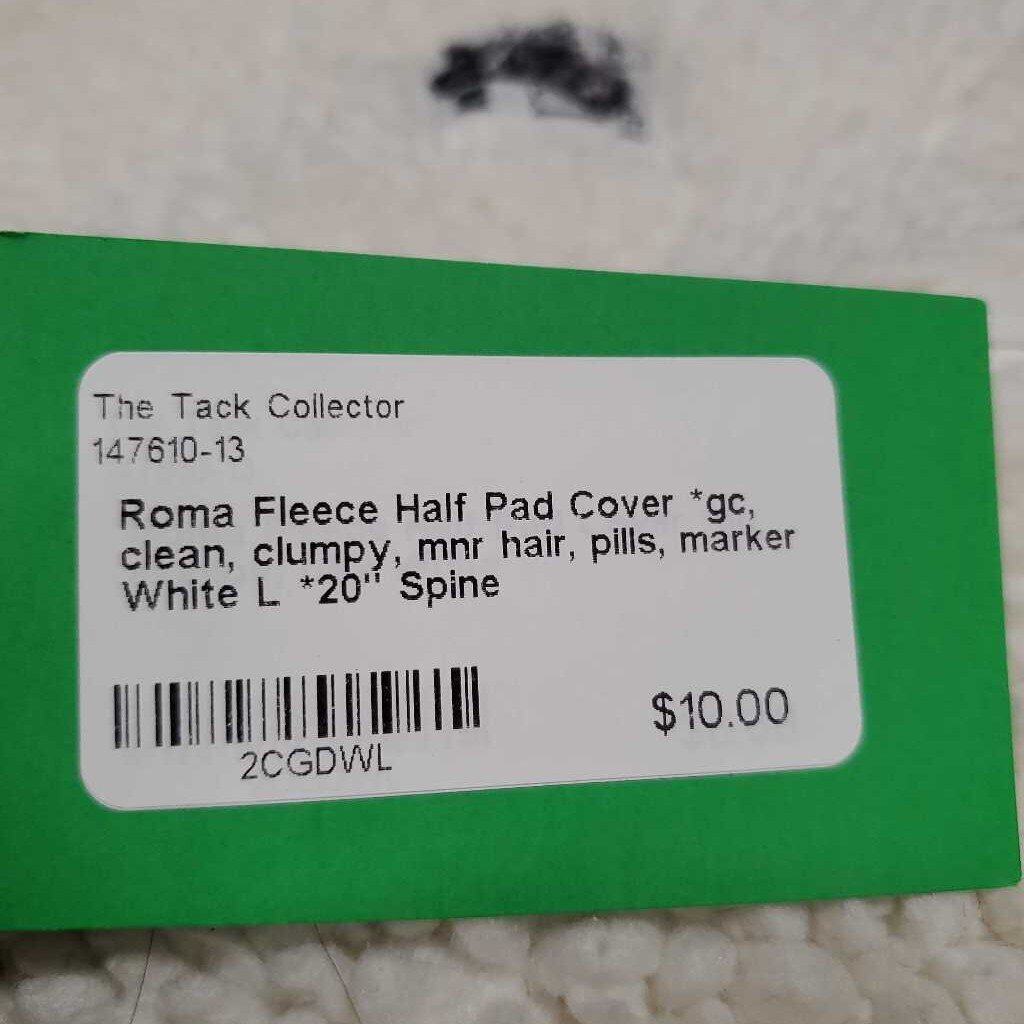 The Tack Collector
147610-13
Roma Fleece Half Pad Cover *gc,
clean, clumpy, mnr hair, pills, marker
White L *20" Spine
2CGDWL
$10.00